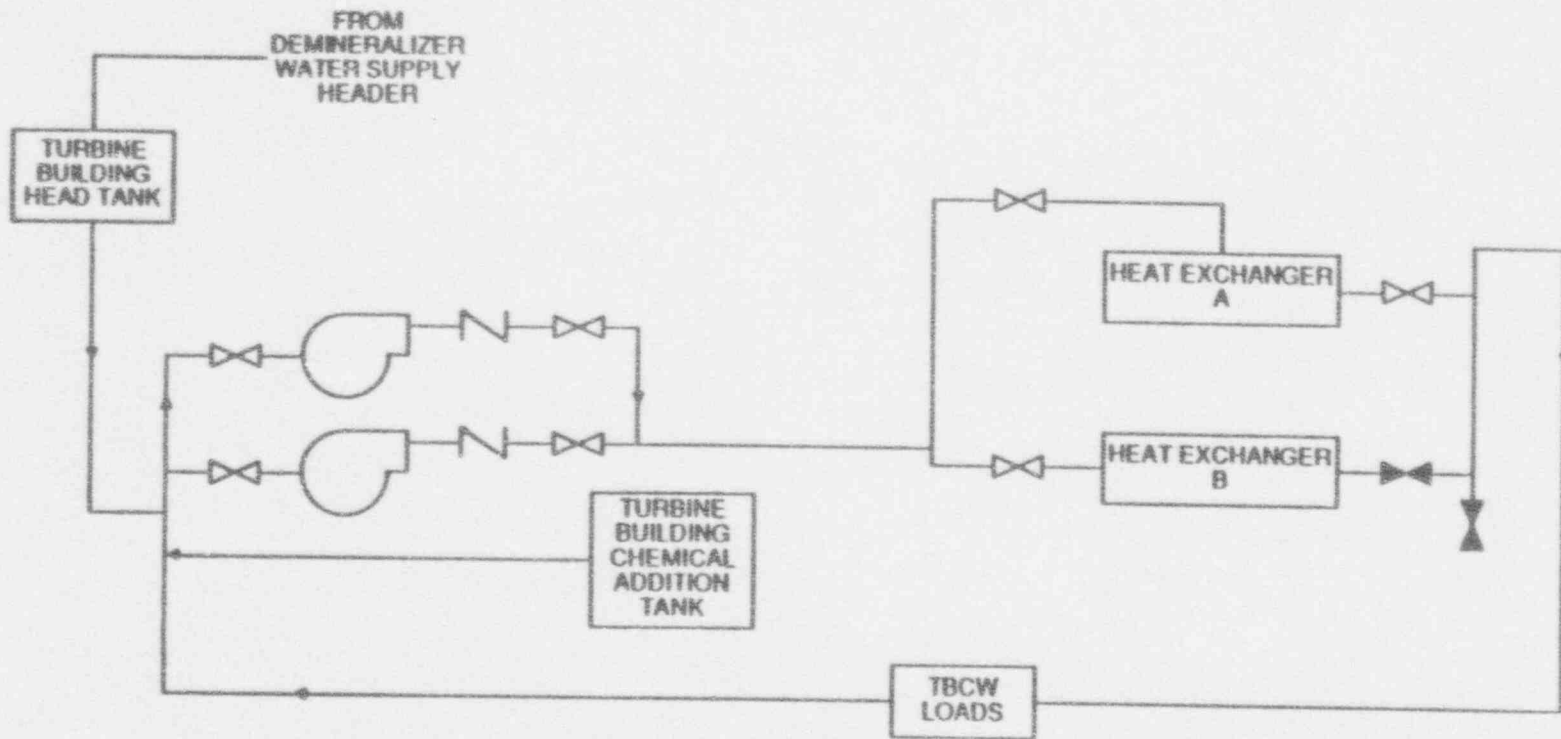 FROM
DEMINERALIZER
WATER SUPPLY
HEADER
TURBINE
BUILDING
HEAD TANK
HEAT EXCHANGER
A
HEAT EXCHANGER
B
TURBINE
BUILDING
CHEMICAL
ADDITION
TANK
TBCW
LOADS